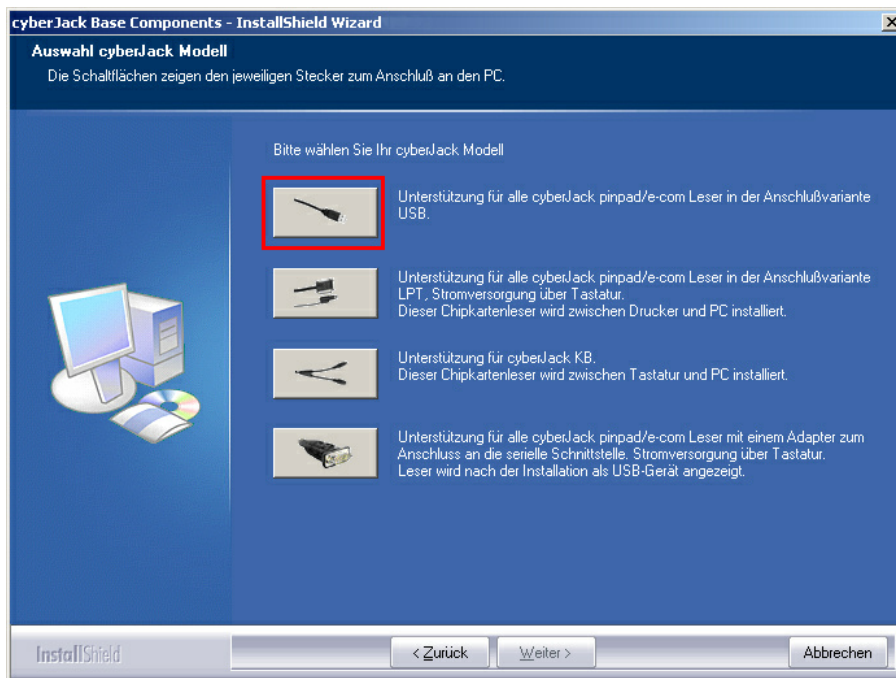 cyberJack Base Components - InstallShield Wizard
Auswahl cyberJack Modell
Die Schaltflächen zeigen den jeweiligen Stecker zum Anschluß an den PC.
Bitte wählen Sie Ihr cyberJack Modell
Unterstützung für alle cyberJack pinpad/e-com Leser in der Anschlußvariante
USB.
Unterstützung für alle cyberJack pinpad/e-com Leser in der Anschlußvariante
LPT, Stromversorgung über Tastatur.
Dieser Chipkartenleser wird zwischen Drucker und PC installiert.
Unterstützung für cyberJack KB.
Dieser Chipkartenleser wird zwischen Tastatur und PC installiert.
Unterstützung für alle cyberJack pinpad/e-com Leser mit einem Adapter zum
Anschluss an die serielle Schnittstelle. Stromversorgung über Tastatur.
Leser wird nach der Installation als USB-Gerät angezeigt.
InstallShield
< Zurück
Weiter >
Abbrechen